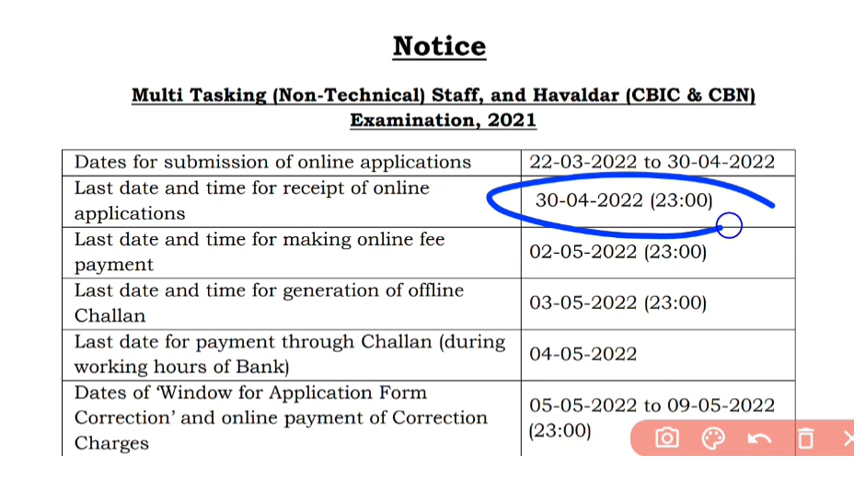 Notice
Multi Tasking (Non-Technical) Staff, and Havaldar (CBIC & CBN)
Examination, 2021
Dates for submission of online applications 22-03-2022 to 30-04-2022
Last date and time for receipt of online
applications 30-04-2022 (23:00)
Last date and time for making online fee
payment 02-05-2022 (23:00)
Last date and time for generation of offline
Challan 03-05-2022 (23:00)
Last date for payment through Challan (during
working hours of Bank) 04-05-2022
Dates of ‘Window for Application Form
Correction’ and online payment of Correction
Charges 05-05-2022 to 09-05-2022
(23:00)